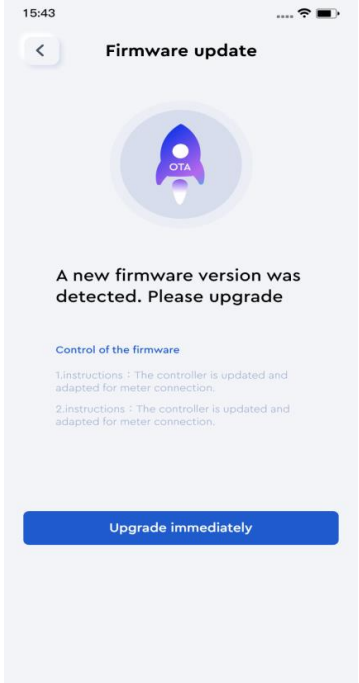 15:43
Firmware update
OTA
A new firmware version was
detected. Please upgrade
Control of the firmware
1.instructions：The controller is updated and
adapted for meter connection.
2.instructions：The controller is updated and
adapted for meter connection.
Upgrade immediately